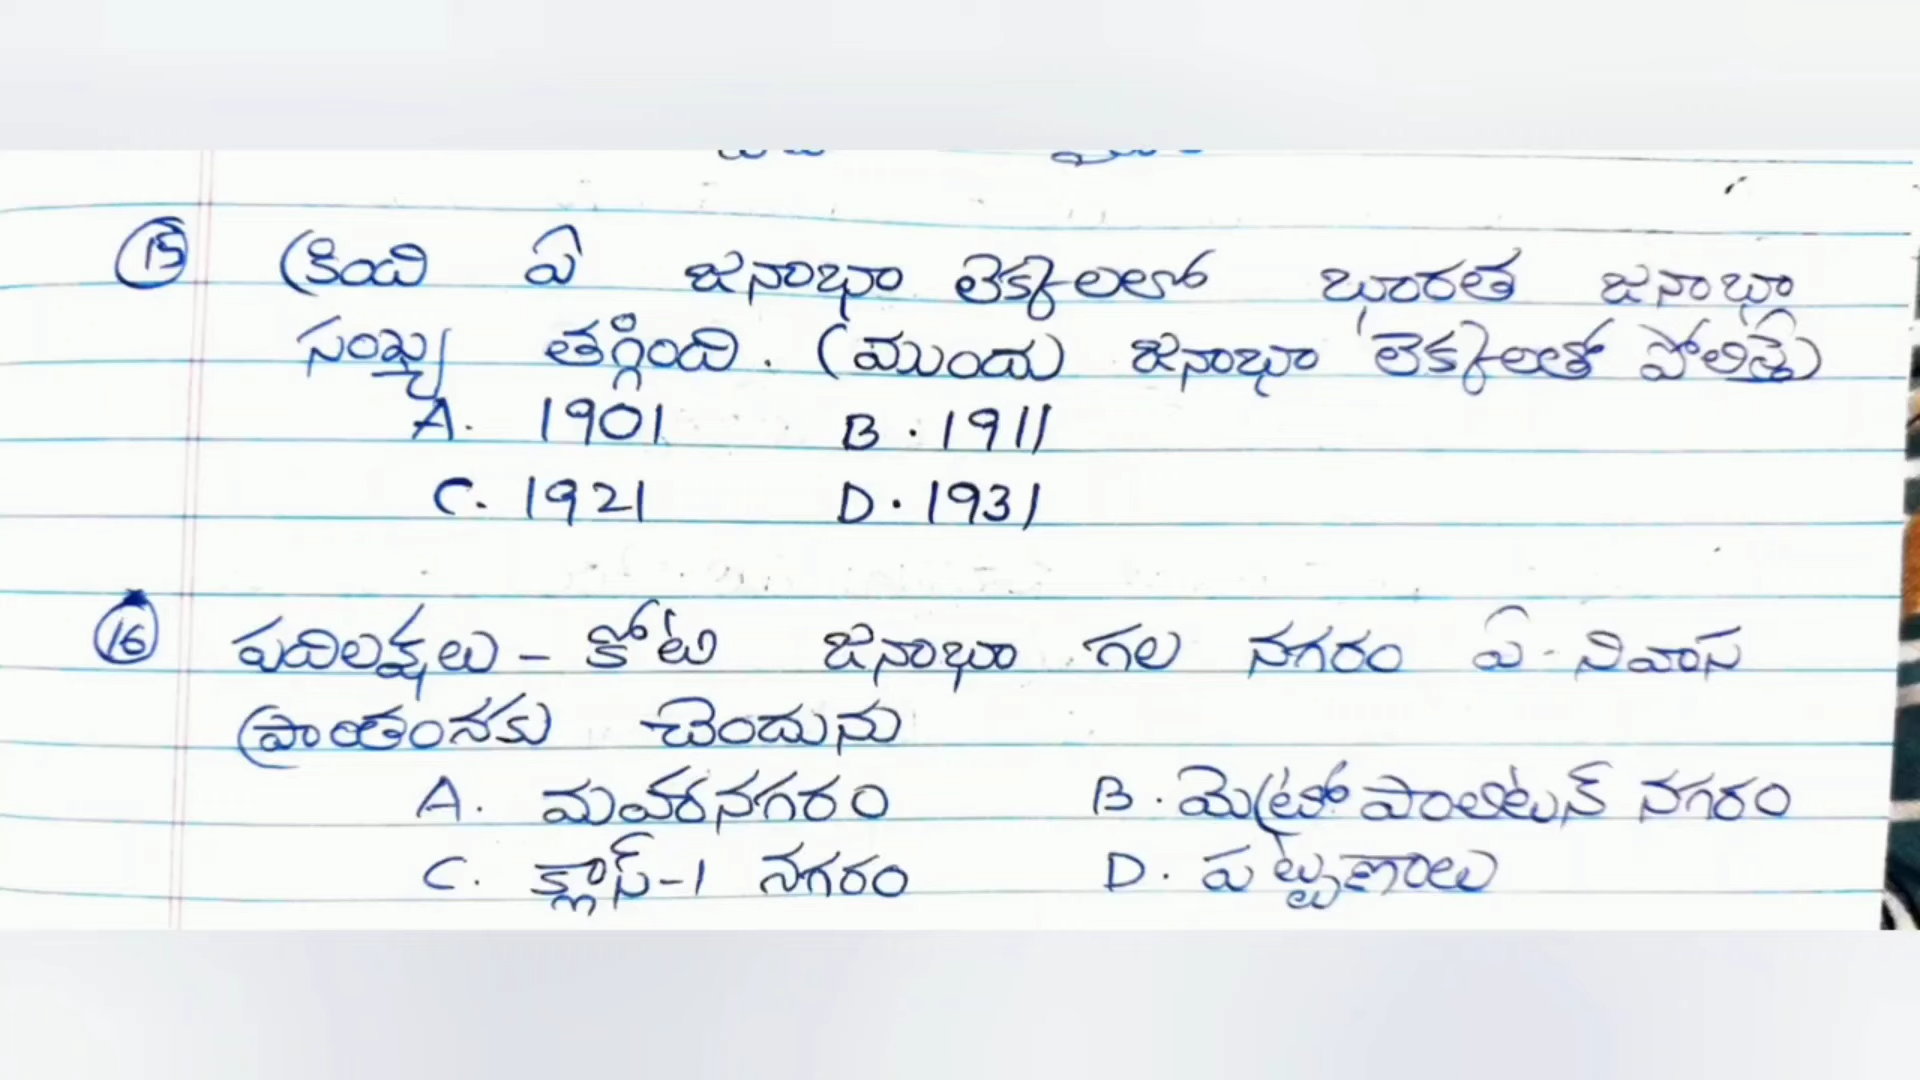 15 క్రింది ఏ జనాభా లెక్కలలో భారత జనాభా
సంఖ్య తగ్గింది. (ముందు జనాభా లెక్కలతో పోలిస్తే)
A. 1901 B. 1911
C. 1921 D. 1931
16 పదిలక్షలు - కోటి జనాభా గల నగరం ఏ నివాస
ప్రాంతంనకు చెందును
A. మహానగరం B. మెట్రోపాలిటన్ నగరం
C. క్లాస్-1 నగరం D. పట్టణాలు